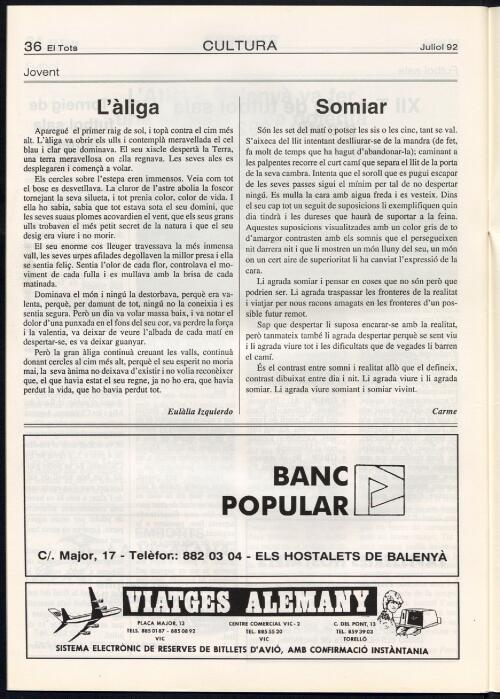 36 El Tots
CULTURA
Juliol 92
Jovent
L'àliga
Aparegué el primer raig de sol, i topà contra el cim més
alt. L'àliga va obrir els ulls i contemplà meravellada el cel
blau i clar que dominava. El seu xiscle despertà la Terra,
una terra meravellosa on ella regnava. Les seves ales es
desplegaren i començà a volar.
Els cercles sobre l'estepa eren inmensos. Veia com tot
el bosc es desvetllava. La claror de l'astre abolia la foscor
tornejant la seva silueta, i tot prenia color, color de vida. I
ella ho sabia, sabia que tot estava sota el seu domini, que
les seves suaus plomes acovardien el vent, que els seus grans
ulls trobaven el més petit secret de la natura i que el seu
desig era viure i no morir.
El seu enorme cos lleuger travessava la més inmensa
vall, les seves urpes afilades degollaven la millor presa i ella
se sentia feliç. Sentia l'olor de cada flor, controlava el mo-
viment de cada fulla i es mullava amb la brisa de cada
matinada.
Dominava el món i ningú la destorbava, perquè era va-
lenta, perquè, per damunt de tot, ningú no la coneixia i es
sentia segura. Però un dia va volar massa baix, i va notar el
dolor d'una punxada en el fons del seu cor, va perdre la força
i la valentia, va deixar de veure l'albada de cada matí en
despertar-se, es va deixar guanyar.
Però la gran àliga continuà creuant les valls, continuà
donant cercles al cim més alt, perquè el seu esperit no moria
mai, la seva ànima no deixava d'existir i no volia reconèixer
que, el que havia estat el seu regne, ja no ho era, que havia
perdut la vida, que ho bavia perdut tot.
Eulàlia Izquierdo
Somiar
Són les set del matí o potser les sis o les cinc, tant se val.
S'aixeca del llit intentant deslliurar-se de la mandra (de fet,
fa molt de temps que ha hagut d'abandonar-la); caminant a
les palpentes recorre el curt camí que separa el llit de la porta
de la seva cambra. Intenta que el soroll que es pugui escapar
de les seves passes sigui el mínim per tal de no despertar
ningú. Es mulla la cara amb aigua freda i es vesteix. Dins
el seu cap tot un seguit de suposicions li exemplifiquen quin
dia tindrà i les dureses que haurà de suportar a la feina.
Aquestes suposicions visualitzades amb un color gris de to
d'amargor contrasten amb els somnis que el persegueixen
nit darrera nit i que li mostren un món lluny del seu, un món
on un cert aire de superioritat li ha canviat l'expressió de la
cara.
Li agrada somiar i pensar en coses que no són però que
podrien ser. Li agrada traspassar les fronteres de la realitat
i viatjar per nous racons amagats en les fronteres d'un pos-
sible futur remot.
Sap que despertar li suposa encarar-se amb la realitat,
però tanmateix també li agrada despertar perquè se sent viu
i li agrada viure tot i les dificultats que de vegades li barren
el camí.
És el contrast entre somni i realitat allò que el defineix,
contrast dibuixat entre dia i nit. Li agrada viure i li agrada
somiar. Li agrada viure somiant i somiar vivint.
Carme
BANC
POPULAR
C/. Major, 17 - Telèfor.: 882 03 04 - ELS HOSTALETS DE BALENYÀ
VIATGES ALEMANY
PLAÇA MAJOR, 13
TELS. 885 01 87 - 885 08 92
VIC
CENTRE COMERCIAL VIC - 2
TEL. 885 55 20
VIC
C. DEL PONT, 13
TEL. 859 39 03
TORELLÓ
SISTEMA ELECTRÒNIC DE RESERVES DE BITLLETS D'AVIÓ, AMB CONFIRMACIÓ INSTÀNTANIA